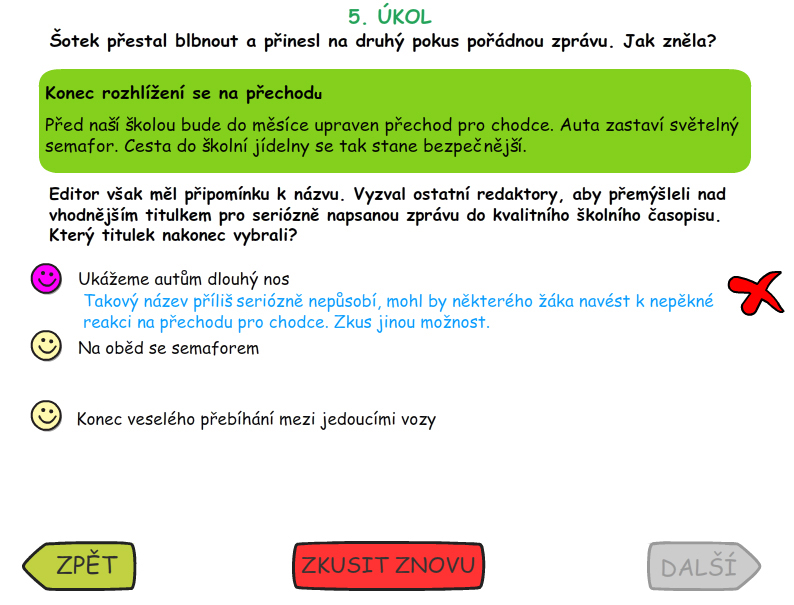 5. ÚKOL
Šotek přestal blbnout a přinesl na druhý pokus pořádnou zprávu. Jak zněla?
Konec rozhlížení se na přechodu
Před naší školou bude do měsíce upraven přechod pro chodce. Auta zastaví světelný
semafor. Cesta do školní jídelny se tak stane bezpečnější.
Editor však měl připomínku k názvu. Vyzval ostatní redaktory, aby přemýšleli nad
vhodnějším titulkem pro seriózně napsanou zprávu do kvalitního školního časopisu.
Který titulek nakonec vybrali?
Ukážeme autům dlouhý nos
Takový název příliš seriózně nepůsobí, mohl by některého žáka navést k nepěkné
reakci na přechodu pro chodce. Zkus jinou možnost.
Na oběd se semaforem
Konec veselého přebíhání mezi jedoucími vozy
ZPĚT
ZKUSIT ZNOVU
DALŠÍ